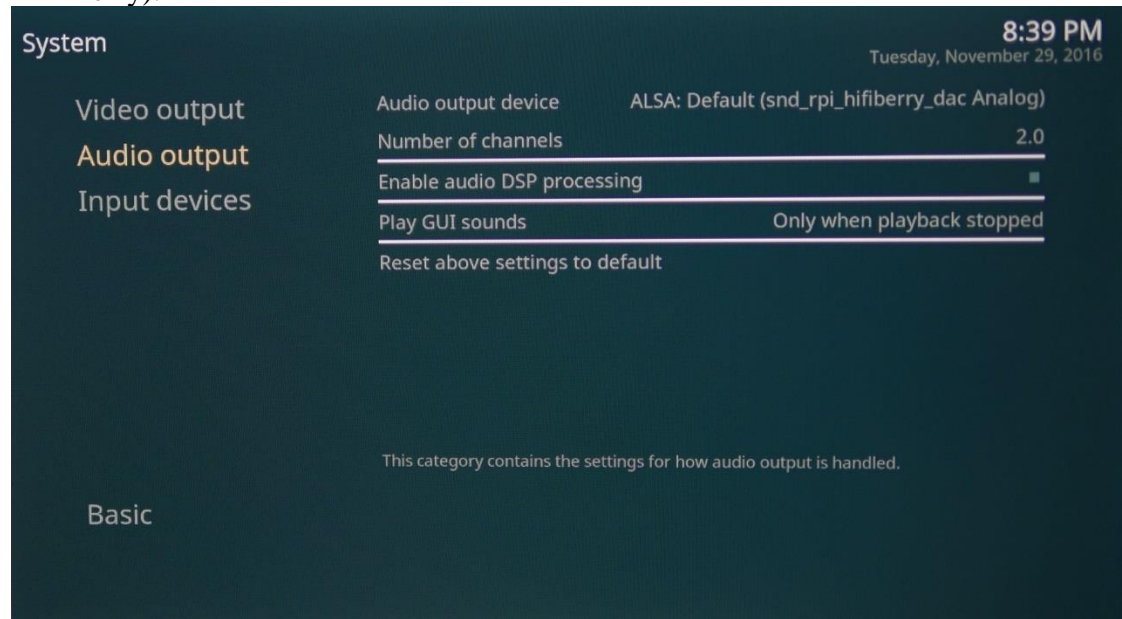 System
8:39 PM
Tuesday, November 29, 2016
Video output
Audio output
Input devices
Audio output device ALSA: Default (snd_rpi_hifiberry_dac Analog)
Number of channels 2.0
Enable audio DSP processing
Play GUI sounds Only when playback stopped
Reset above settings to default
This category contains the settings for how audio output is handled.
Basic